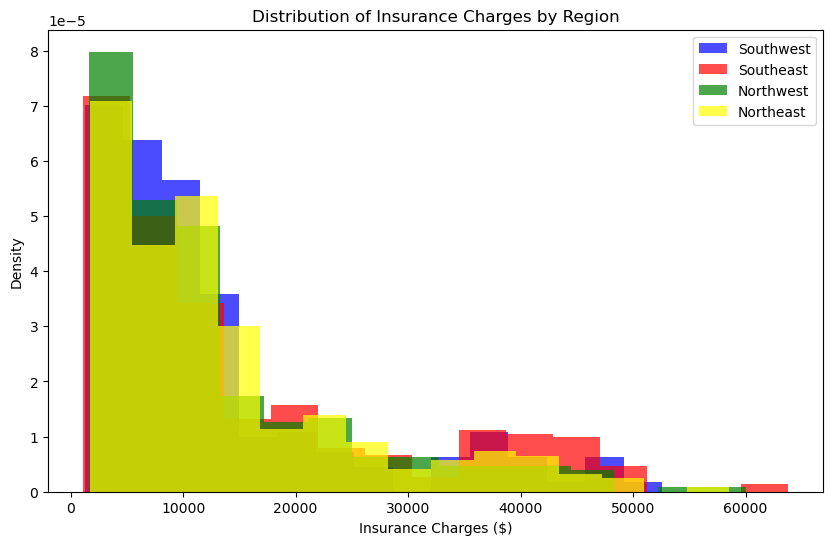 Distribution of Insurance Charges by Region
1e−5
8
7
6
5
4
3
2
1
0
Density
Southwest
Southeast
Northwest
Northeast
0 10000 20000 30000 40000 50000 60000
Insurance Charges ($)